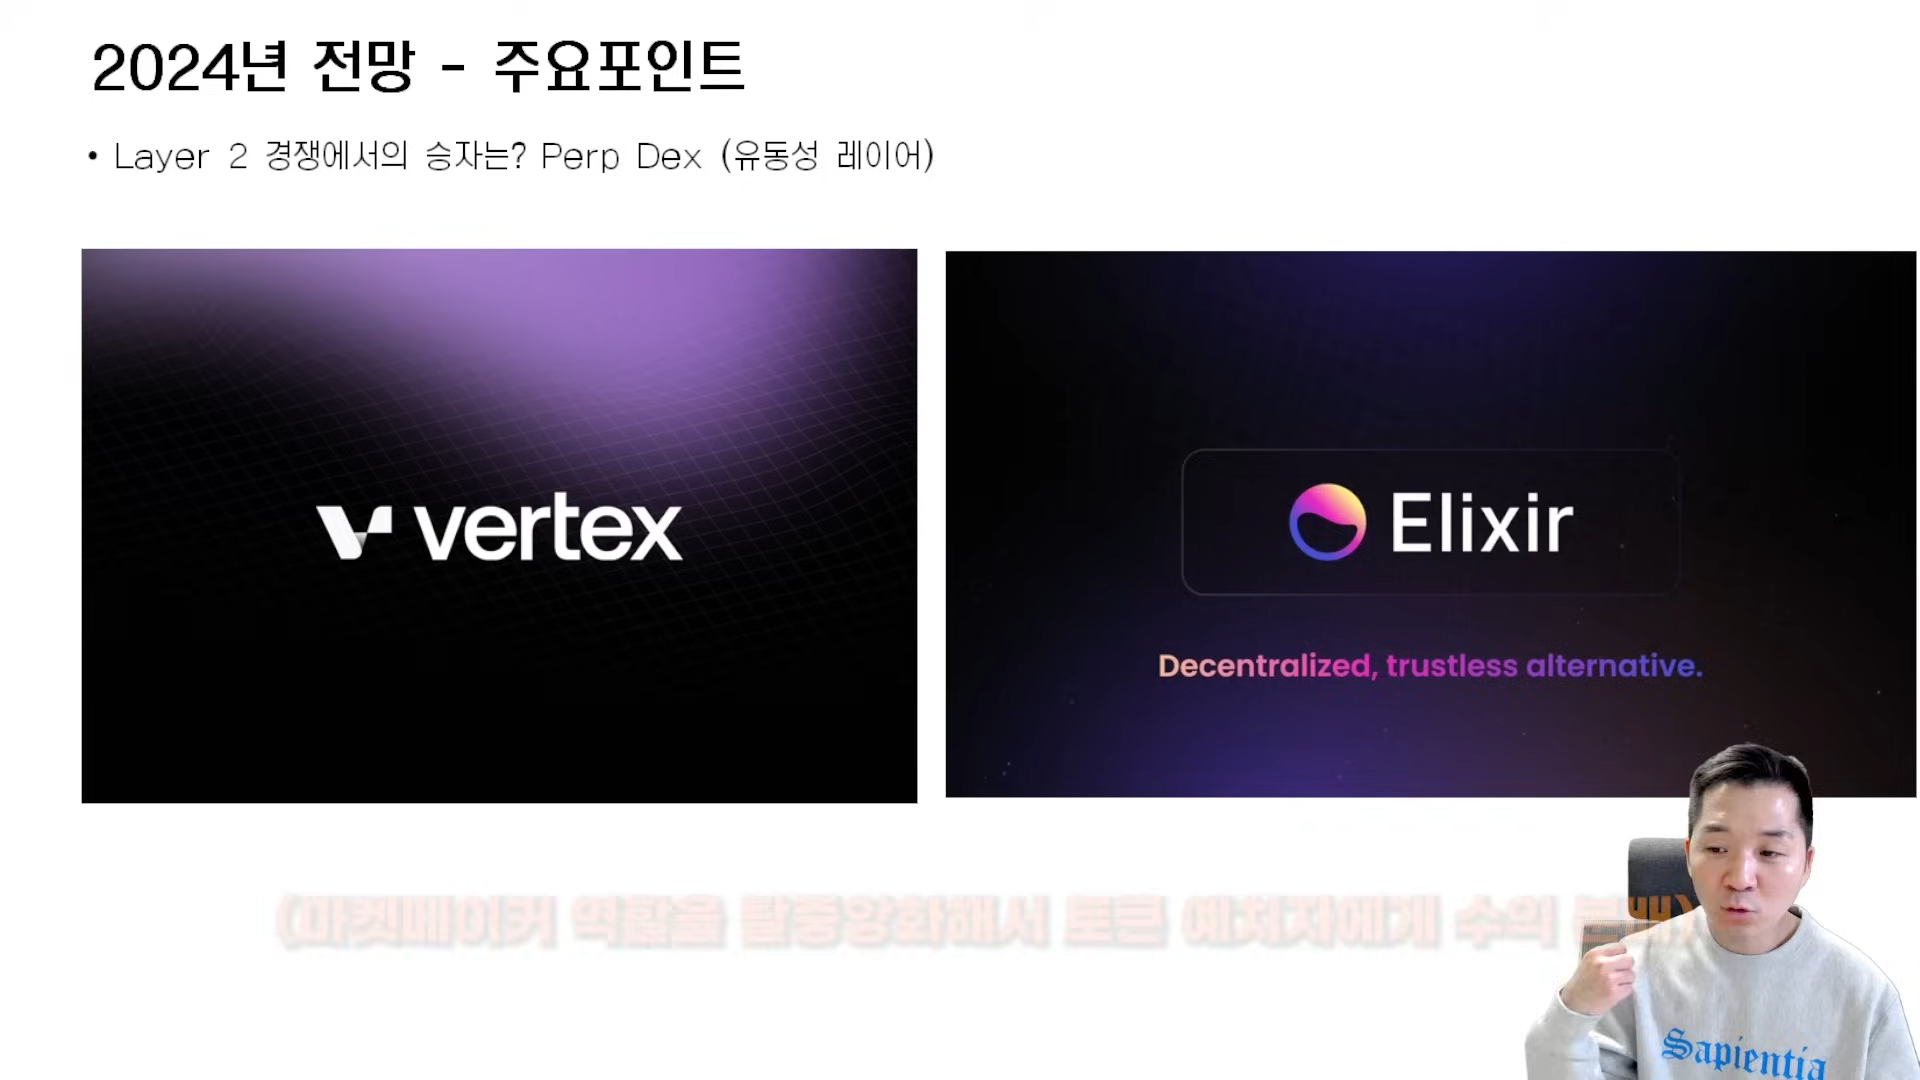 2024년 전망 - 주요포인트
• Layer 2 경쟁에서의 승자는? Perp Dex (유동성 레이어)
vertex
Elixir
Decentralized, trustless alternative.
(마켓메이커 역할을 탈중앙화해서 토큰 예치자에게 수익 분배)
Sapientia